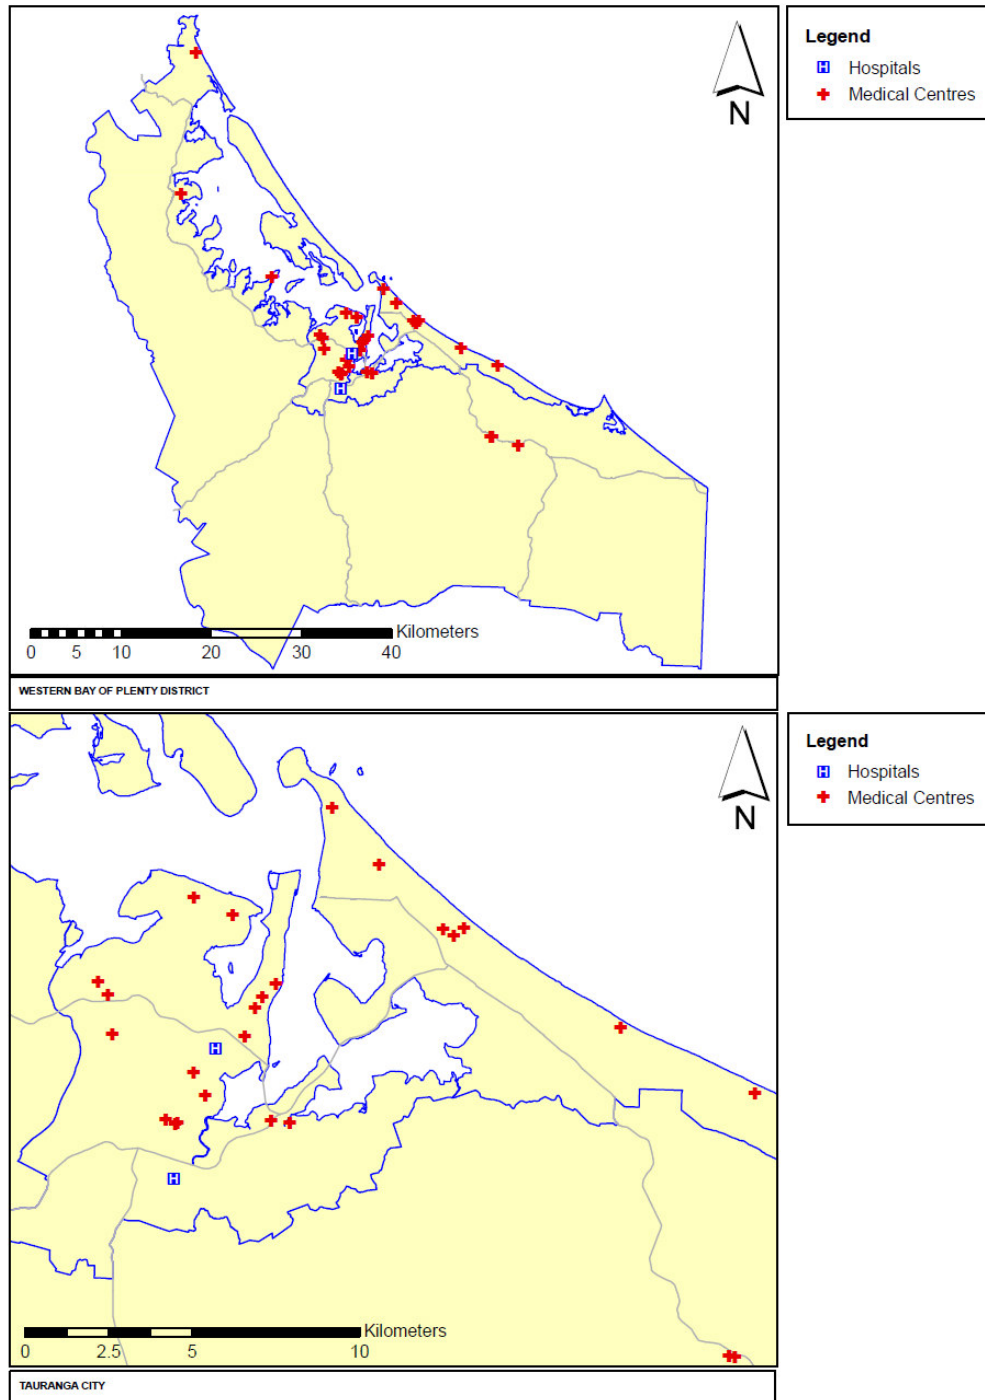 N
Legend
Hospitals
Medical Centres
Kilometers
0 5 10 20 30 40
WESTERN BAY OF PLENTY DISTRICT
N
Legend
Hospitals
Medical Centres
Kilometers
0 2.5 5 10
TAURANGA CITY